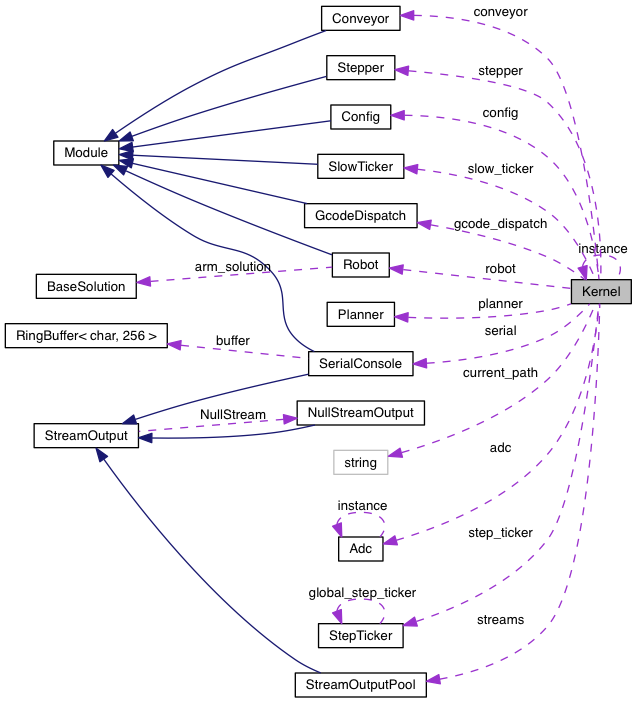 Conveyor
conveyor
Stepper
stepper
Config
config
Module
SlowTicker
slow_ticker
GcodeDispatch
gcode_dispatch
instance
Robot
arm_solution
robot
BaseSolution
Kernel
Planner
planner
RingBuffer< char, 256 >
buffer
serial
SerialConsole
current_path
NullStream
NullStreamOutput
StreamOutput
string
adc
instance
Adc
step_ticker
global_step_ticker
StepTicker
streams
StreamOutputPool